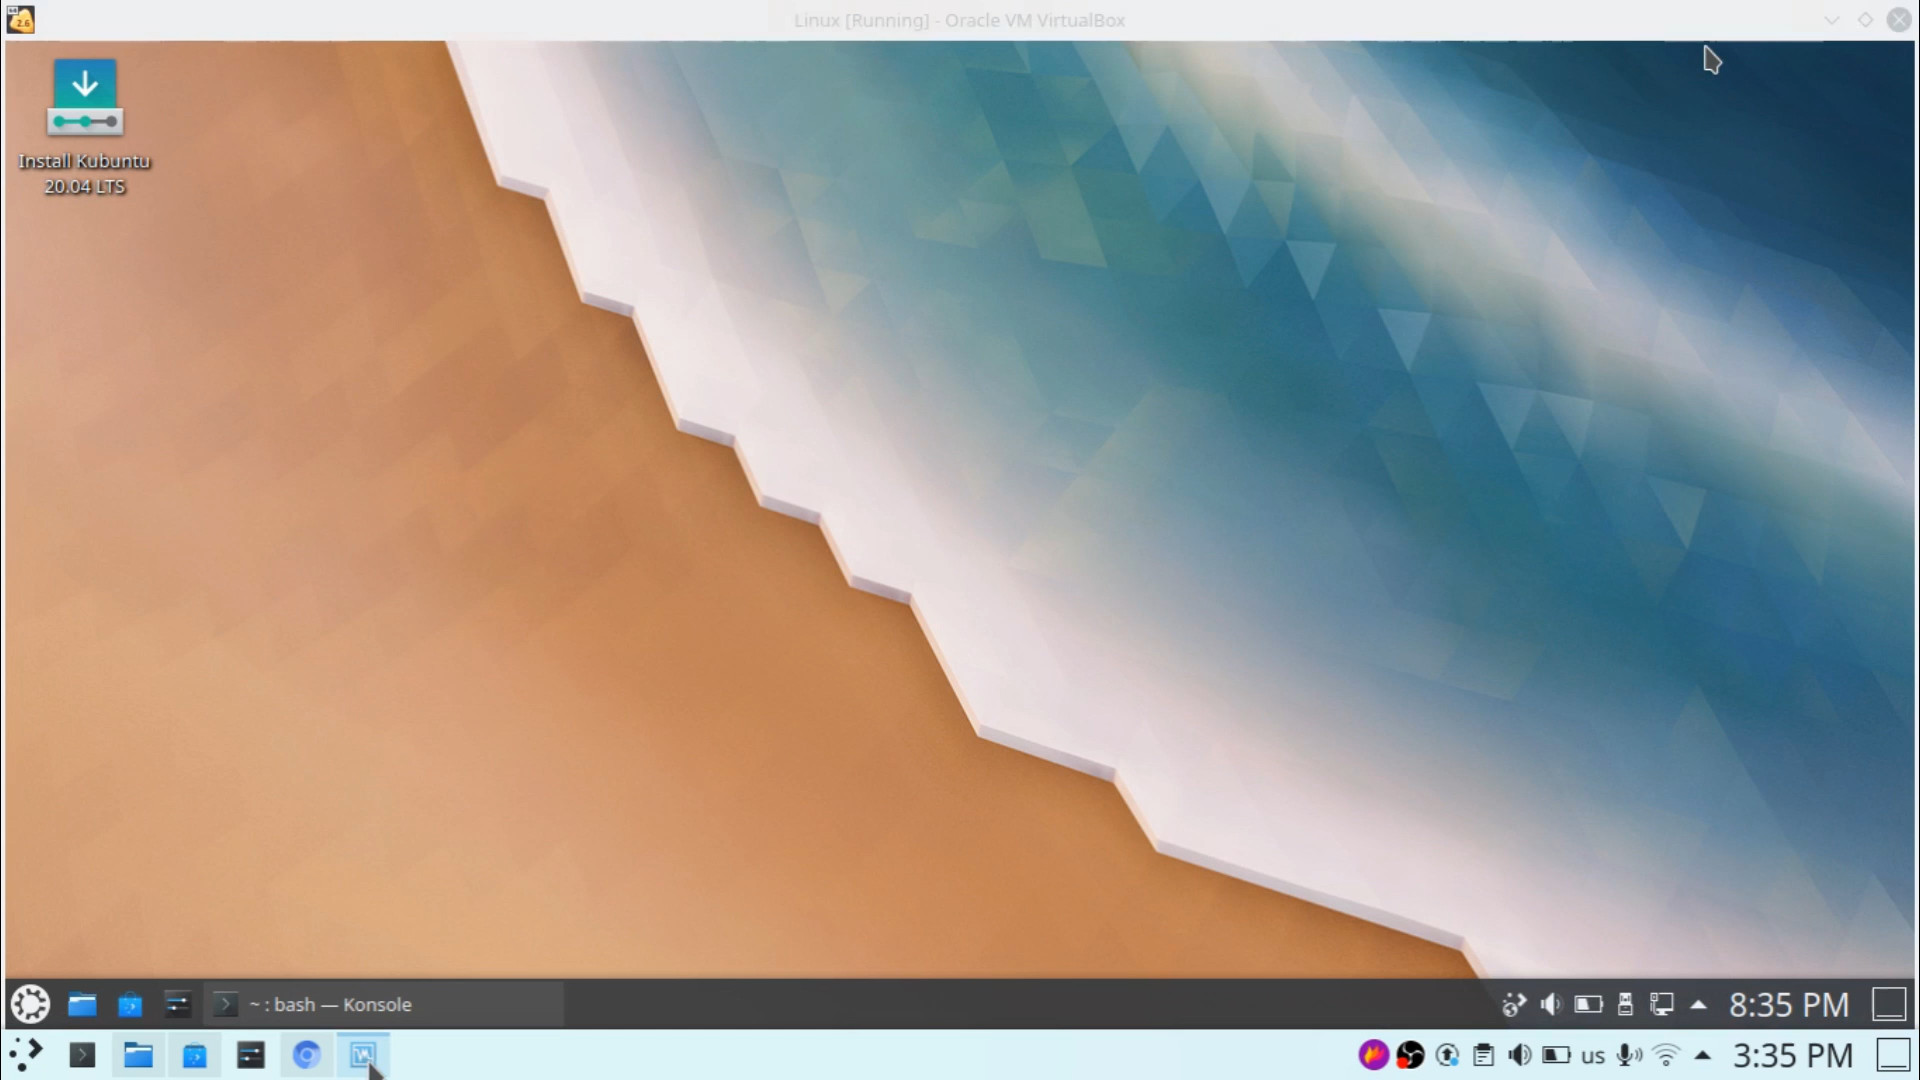 Linux [Running] - Oracle VM VirtualBox
Install Kubuntu
20.04 LTS
~ : bash — Konsole
8:35 PM
us
3:35 PM